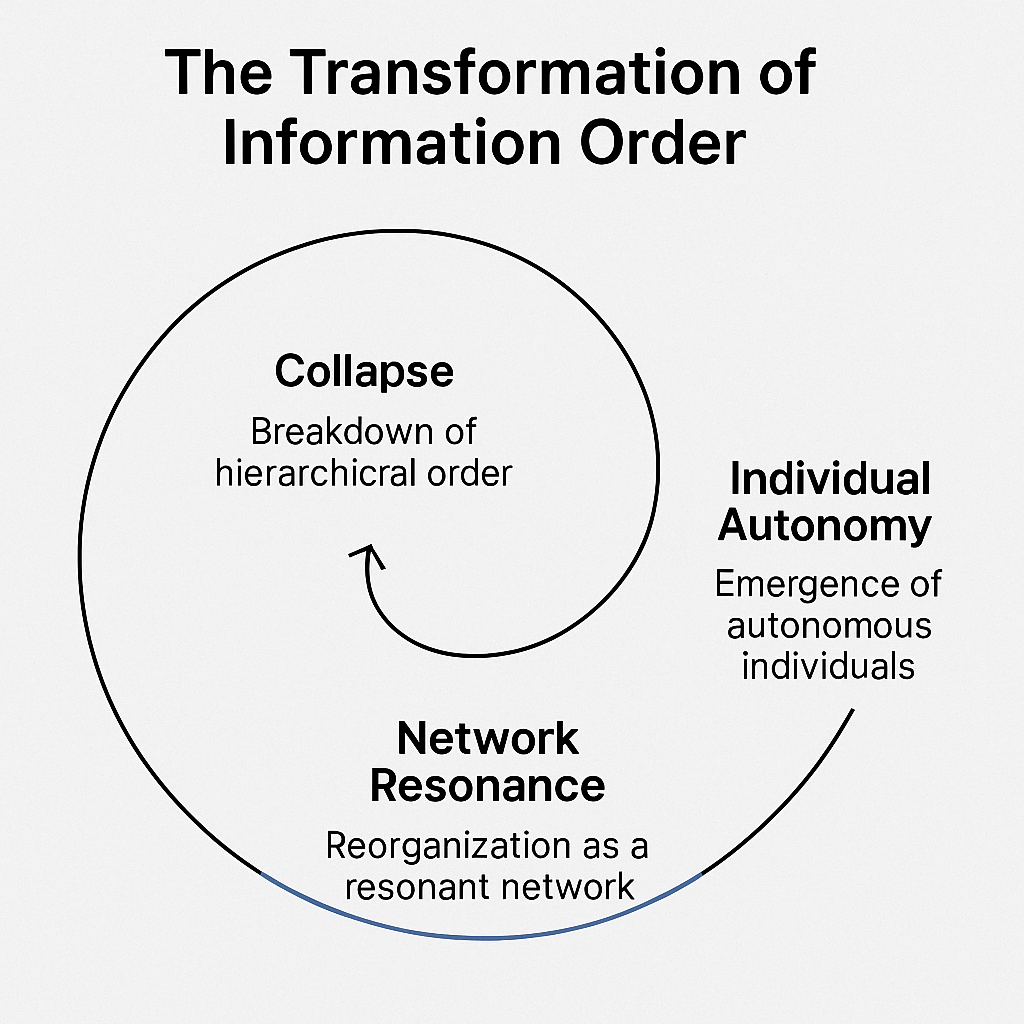 The Transformation of
Information Order
Collapse
Breakdown of
hierarchicral order
Individual
Autonomy
Emergence of
autonomous
individuals
Network
Resonance
Reorganization as a
resonant network